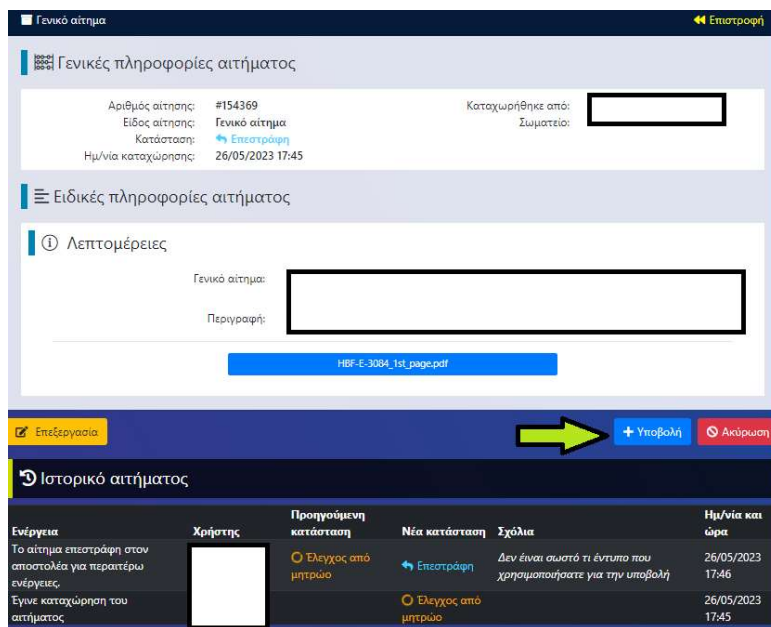 Γενικό αίτημα
Επιστροφή
Γενικές πληροφορίες αιτήματος
Αριθμός αίτησης: #154369
Καταχωρήθηκε από:
Είδος αίτησης: Γενικό αίτημα
Σωματείο:
Κατάσταση: Επεστράφη
Ημ/νία καταχώρησης: 26/05/2023 17:45
Ειδικές πληροφορίες αιτήματος
Λεπτομέρειες
Γενικό αίτημα:
Περιγραφή:
HBF-E-3084_1st_page.pdf
Επεξεργασία
+ Υποβολή
Ακύρωση
Ιστορικό αιτήματος
Ενέργεια Χρήστης Προηγούμενη κατάσταση Νέα κατάσταση Σχόλια Ημ/νία και ώρα
Το αίτημα επεστράφη στον
αποστολέα για περαιτέρω
ενέργειες.
Έλεγχος από
μητρώο
Επεστράφη
Δεν έιναι σωστό τι έντυπο που
χρησιμοποιήσατε για την υποβολή
26/05/2023
17:46
Έγινε καταχώρηση του
αιτήματος
Έλεγχος από
μητρώο
26/05/2023
17:45